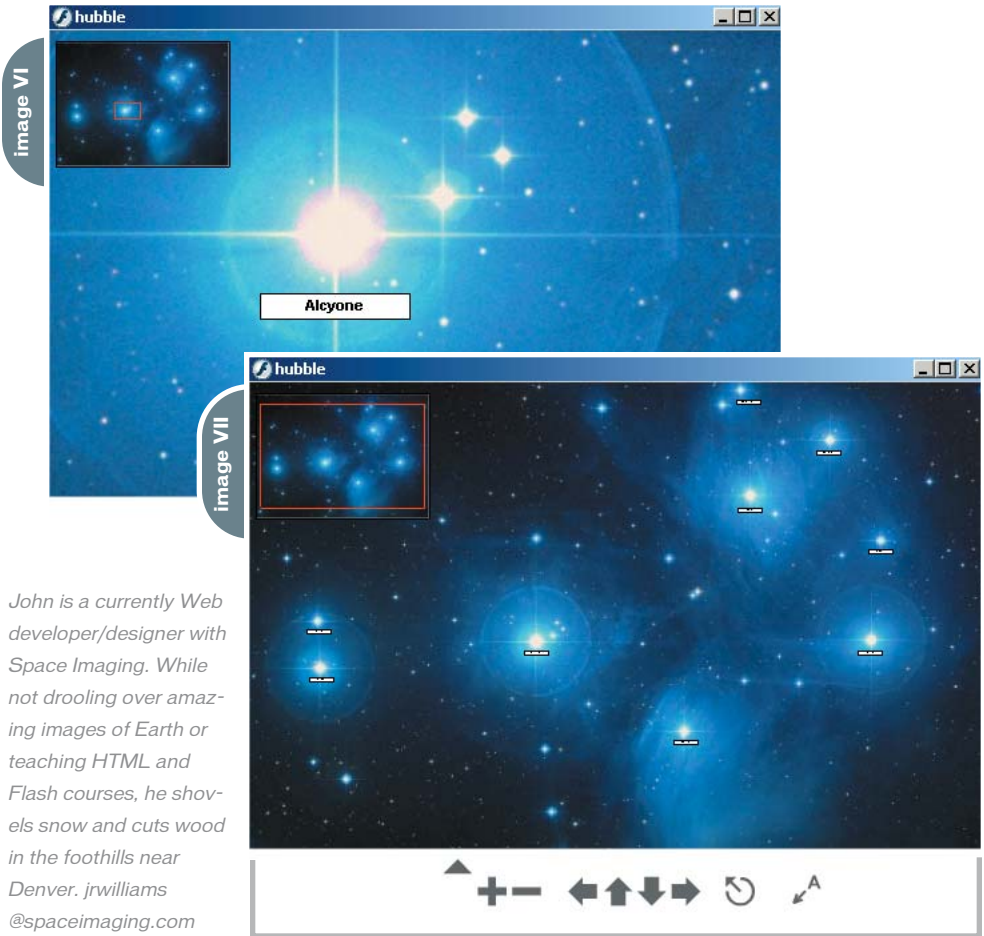 hubble
image VI
Alcyone
hubble
image VII
John is a currently Web
developer/designer with
Space Imaging. While
not drooling over amaz-
ing images of Earth or
teaching HTML and
Flash courses, he shov-
els snow and cuts wood
in the foothills near
Denver. jrwilliams
@spaceimaging.com
A